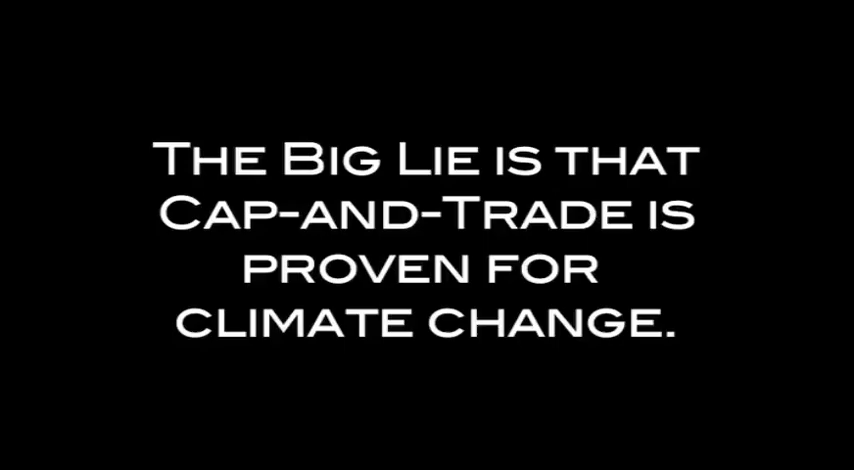 The Big Lie is that
Cap-and-Trade is
proven for
climate change.